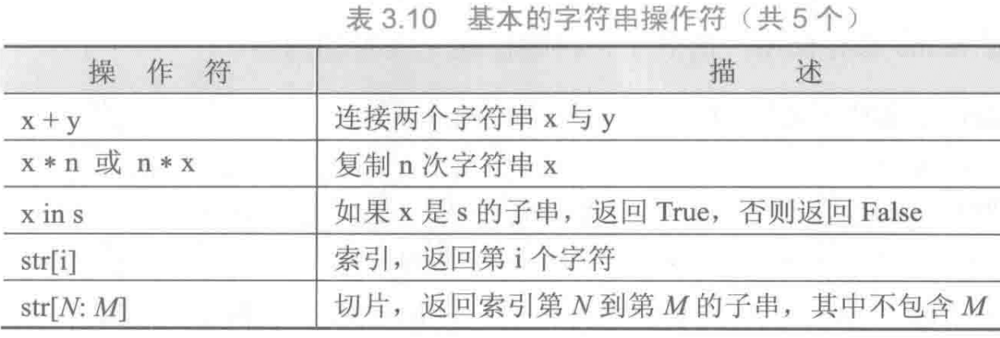 表 3.10 基本的字符串操作符（共 5 个）
操 作 符 描 述
x + y 连接两个字符串 x 与 y
x * n 或 n * x 复制 n 次字符串 x
x in s 如果 x 是 s 的子串，返回 True，否则返回 False
str[i] 索引，返回第 i 个字符
str[N: M] 切片，返回索引第 N 到第 M 的子串，其中不包含 M